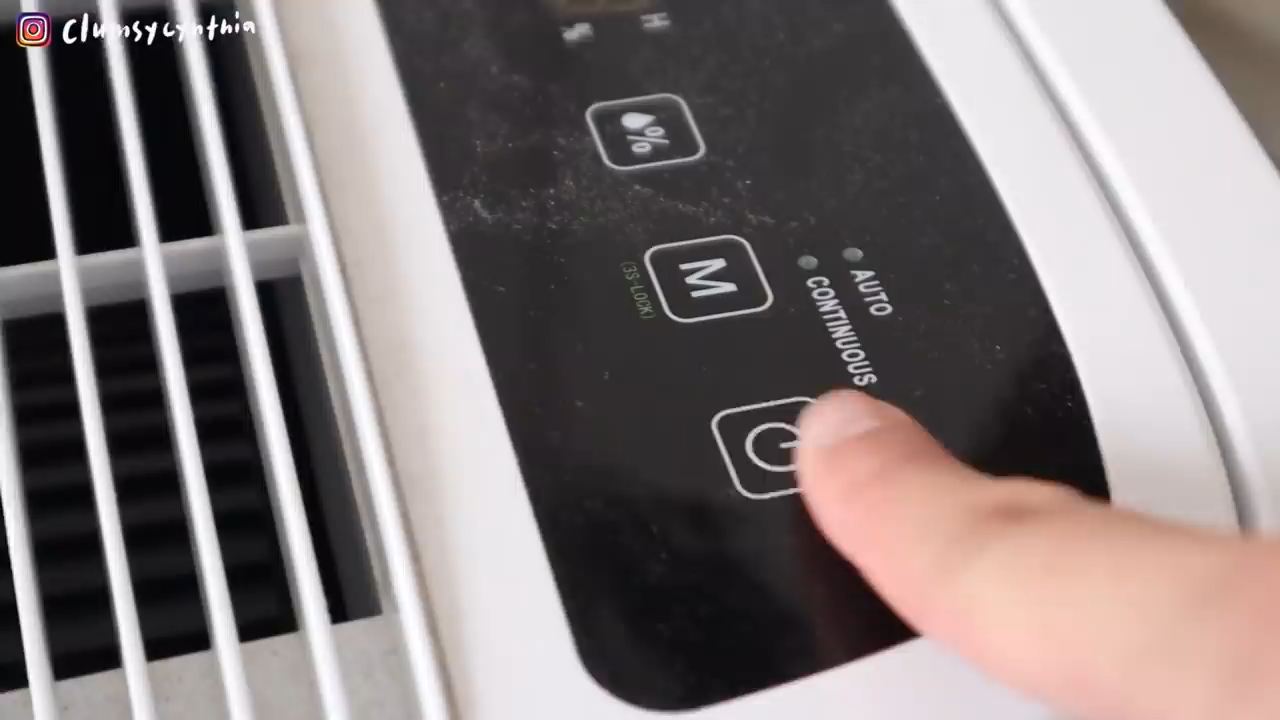 Clumsycynthia
H
%
%
M
(3S-LOCK)
AUTO
CONTINUOUS